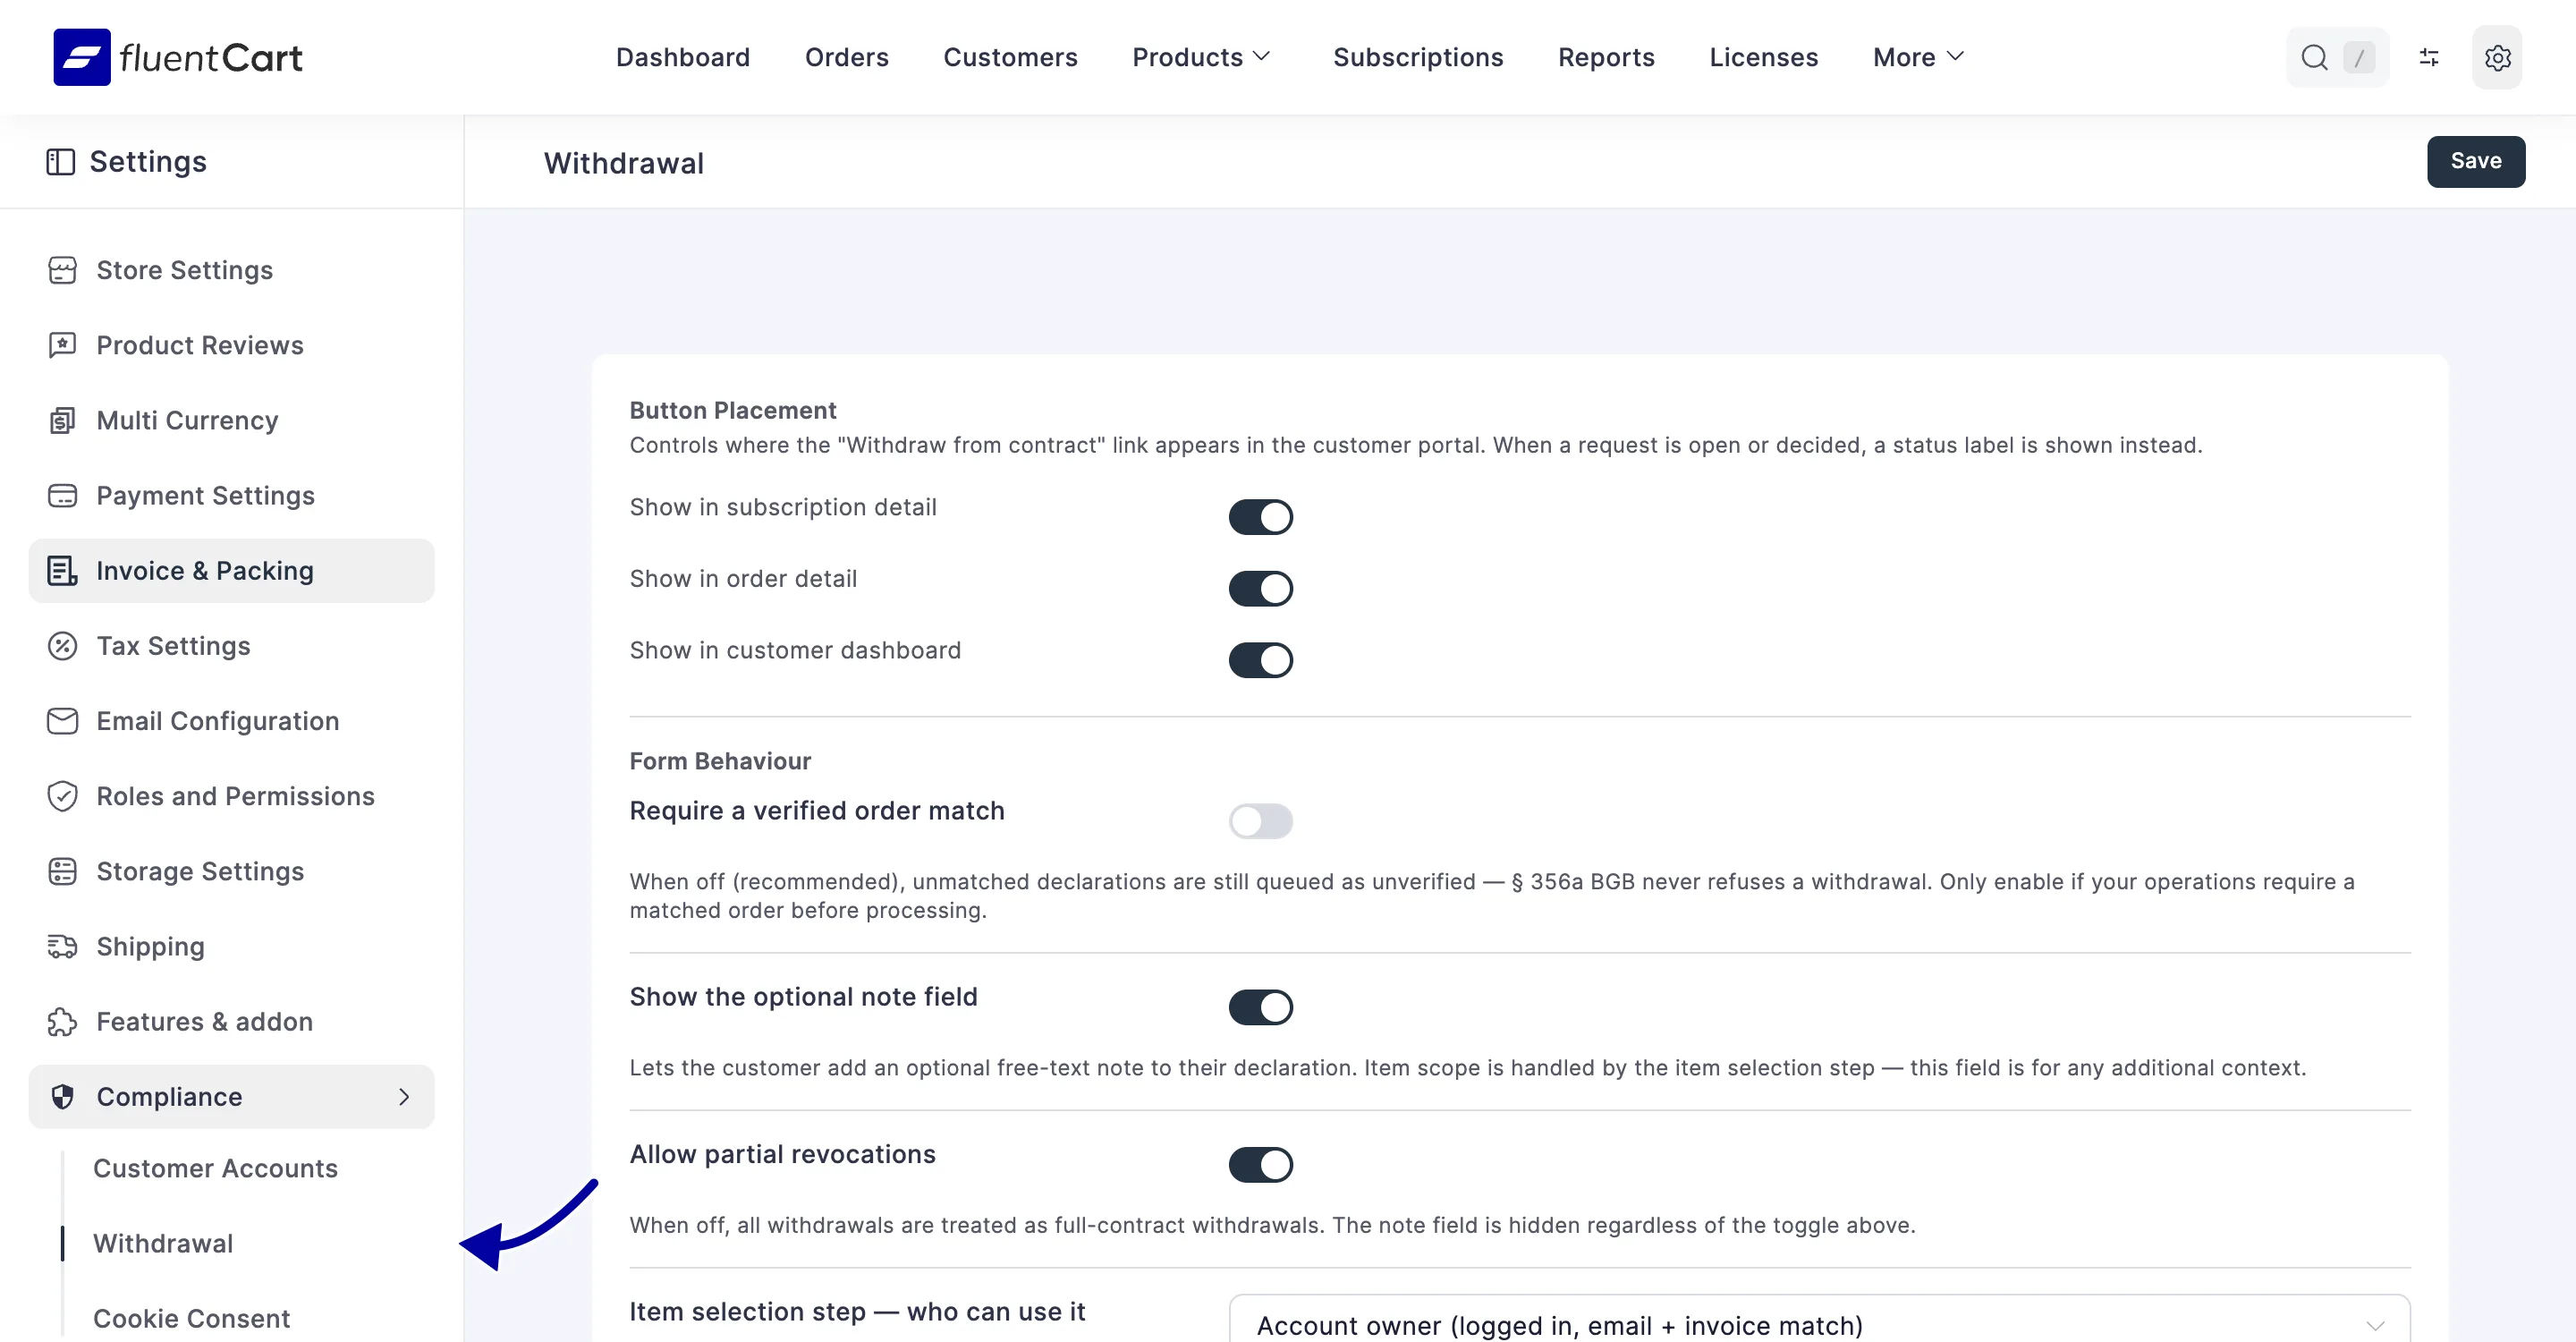 fluentCart
Dashboard
Orders
Customers
Products
Subscriptions
Reports
Licenses
More
/
Settings
Withdrawal
Save
Store Settings
Product Reviews
Multi Currency
Payment Settings
Invoice & Packing
Tax Settings
Email Configuration
Roles and Permissions
Storage Settings
Shipping
Features & addon
Compliance
Customer Accounts
Withdrawal
Cookie Consent
Button Placement
Controls where the "Withdraw from contract" link appears in the customer portal. When a request is open or decided, a status label is shown instead.
Show in subscription detail
Show in order detail
Show in customer dashboard
Form Behaviour
Require a verified order match
When off (recommended), unmatched declarations are still queued as unverified — § 356a BGB never refuses a withdrawal. Only enable if your operations require a
matched order before processing.
Show the optional note field
Lets the customer add an optional free-text note to their declaration. Item scope is handled by the item selection step — this field is for any additional context.
Allow partial revocations
When off, all withdrawals are treated as full-contract withdrawals. The note field is hidden regardless of the toggle above.
Item selection step — who can use it
Account owner (logged in, email + invoice match)